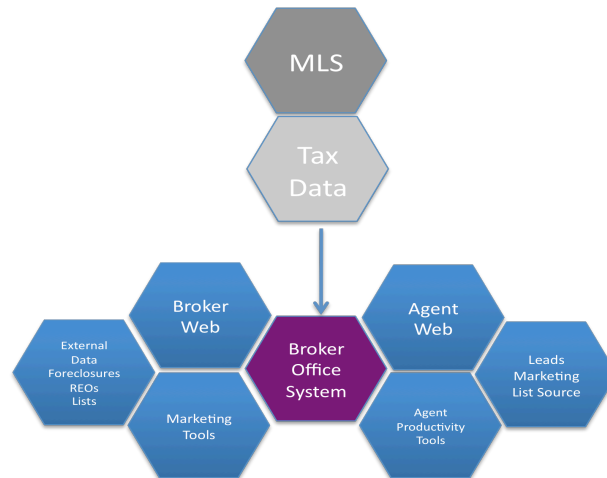 MLS
Tax
Data
Broker
Web
Agent
Web
External
Data
Foreclosures
REOs
Lists
Broker
Office
System
Leads
Marketing
List Source
Marketing
Tools
Agent
Productivity
Tools